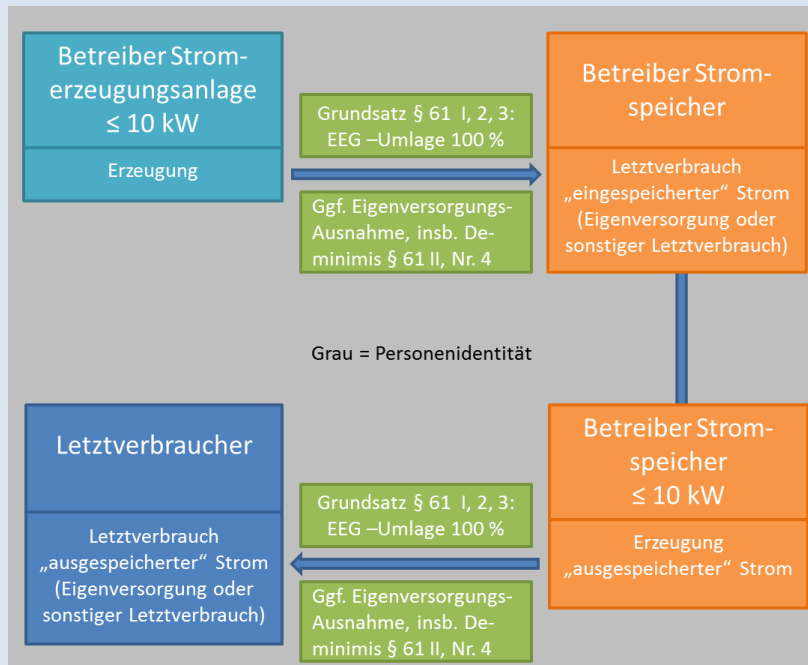 Betreiber Strom-
erzeugungsanlage
≤ 10 kW
Erzeugung
Grundsatz § 61 I, 2, 3:
EEG –Umlage 100 %
Ggf. Eigenversorgungs-
Ausnahme, insb. De-
minimis § 61 II, Nr. 4
Betreiber Strom-
speicher
Letztverbrauch
„eingespeicherter“ Strom
(Eigenversorgung oder
sonstiger Letztverbrauch)
Grau = Personenidentität
Betreiber Strom-
speicher
≤ 10 kW
Erzeugung
„ausgespeicherter“ Strom
Grundsatz § 61 I, 2, 3:
EEG –Umlage 100 %
Ggf. Eigenversorgungs-
Ausnahme, insb. De-
minimis § 61 II, Nr. 4
Letztverbraucher
Letztverbrauch
„ausgespeicherter“ Strom
(Eigenversorgung oder
sonstiger Letztverbrauch)